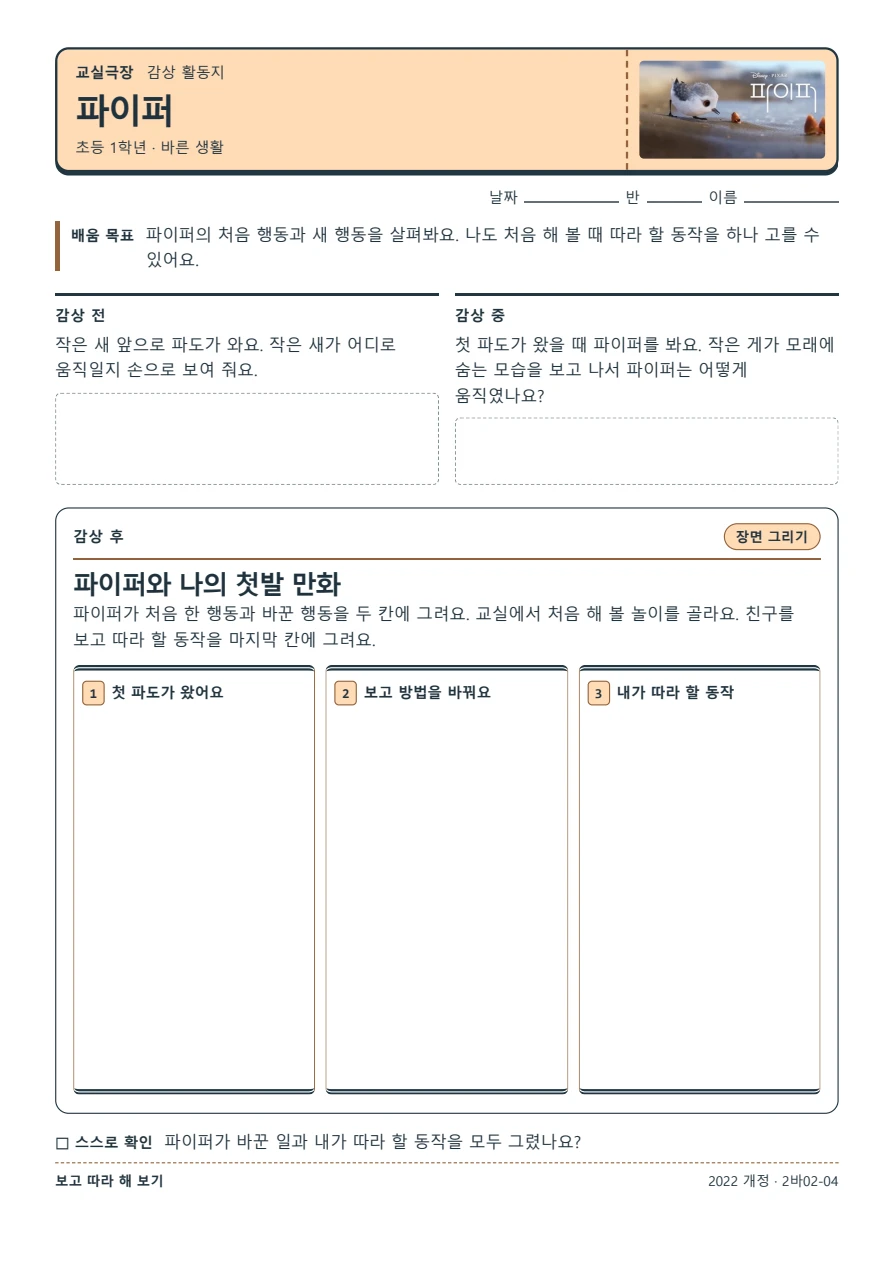 교실극장 감상 활동지
파이퍼
초등 1학년 · 바른 생활
Disney PIXAR
파이퍼
날짜 반 이름
배움 목표 파이퍼의 처음 행동과 새 행동을 살펴봐요. 나도 처음 해 볼 때 따라 할 동작을 하나 고를 수
있어요.
감상 전
작은 새 앞으로 파도가 와요. 작은 새가 어디로
움직일지 손으로 보여 줘요.
감상 중
첫 파도가 왔을 때 파이퍼를 봐요. 작은 게가 모래에
숨는 모습을 보고 나서 파이퍼는 어떻게
움직였나요?
감상 후
장면 그리기
파이퍼와 나의 첫발 만화
파이퍼가 처음 한 행동과 바꾼 행동을 두 칸에 그려요. 교실에서 처음 해 볼 놀이를 골라요. 친구를
보고 따라 할 동작을 마지막 칸에 그려요.
1 첫 파도가 왔어요
2 보고 방법을 바꿔요
3 내가 따라 할 동작
□ 스스로 확인 파이퍼가 바꾼 일과 내가 따라 할 동작을 모두 그렸나요?
보고 따라 해 보기
2022 개정 · 2바02-04